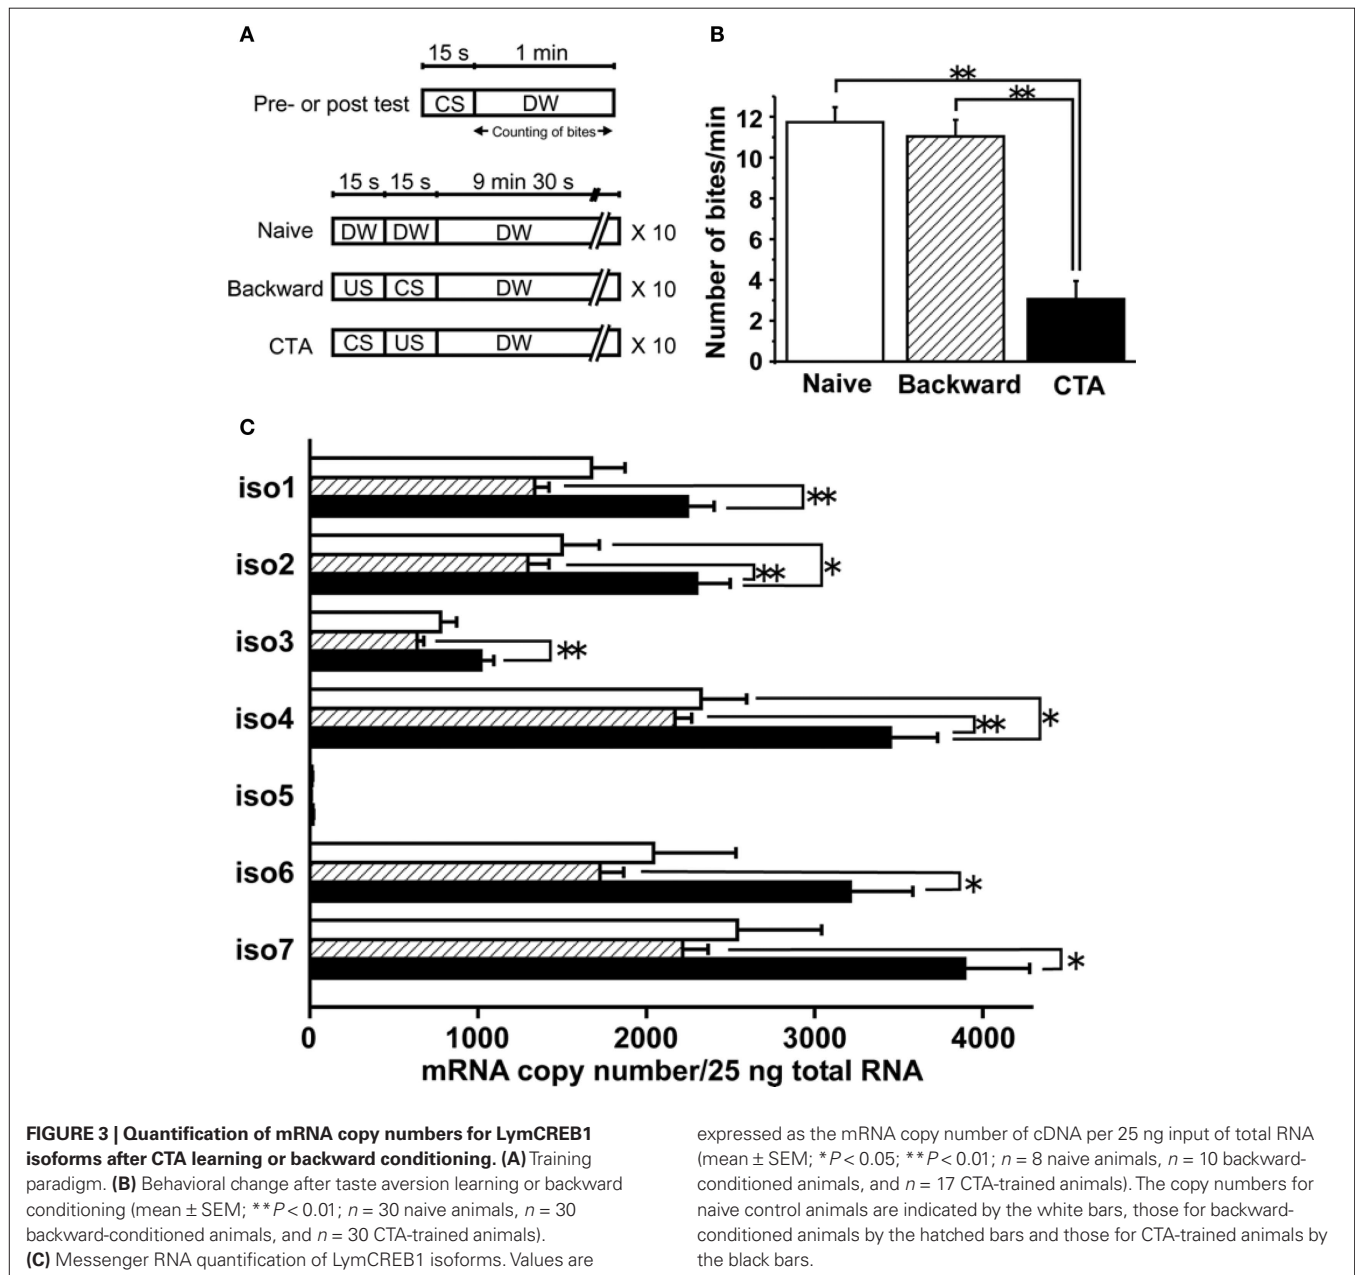 A
15 s 1 min
Pre- or post test CS DW
Counting of bites
15 s 15 s 9 min 30 s
Naive DW DW DW X 10
Backward US CS DW X 10
CTA CS US DW X 10
B
**
**
Number of bites/min
12
10
8
6
4
2
0
Naive Backward CTA
C
iso1 **
iso2 ** *
iso3 **
iso4 ** *
iso5
iso6 *
iso7 *
0 1000 2000 3000 4000
mRNA copy number/25 ng total RNA
FIGURE 3 | Quantification of mRNA copy numbers for LymCREB1
isoforms after CTA learning or backward conditioning. (A) Training
paradigm. (B) Behavioral change after taste aversion learning or backward
conditioning (mean ± SEM; **P < 0.01; n = 30 naive animals, n = 30
backward-conditioned animals, and n = 30 CTA-trained animals).
(C) Messenger RNA quantification of LymCREB1 isoforms. Values are
expressed as the mRNA copy number of cDNA per 25 ng input of total RNA
(mean ± SEM; *P < 0.05; **P < 0.01; n = 8 naive animals, n = 10 backward-
conditioned animals, and n = 17 CTA-trained animals). The copy numbers for
naive control animals are indicated by the white bars, those for backward-
conditioned animals by the hatched bars and those for CTA-trained animals by
the black bars.